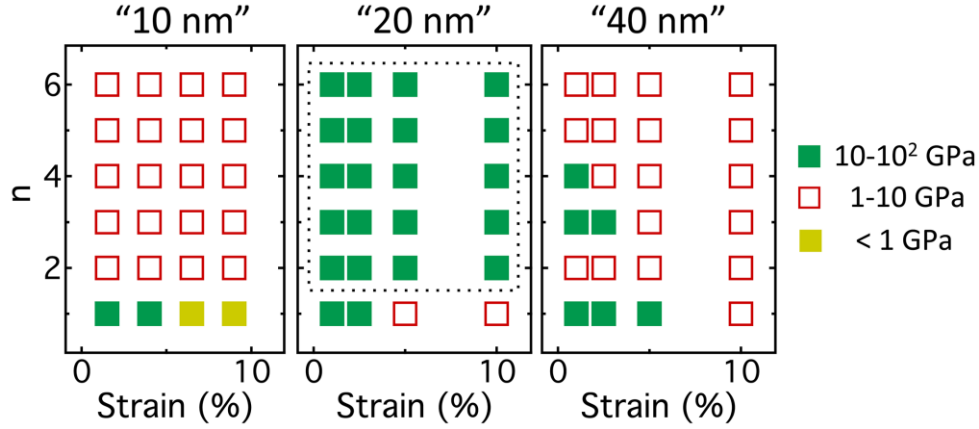 “10 nm” “20 nm” “40 nm”
6
4
2
n
10-10² GPa
1-10 GPa
< 1 GPa
0 10 0 10 0 10
Strain (%) Strain (%) Strain (%)